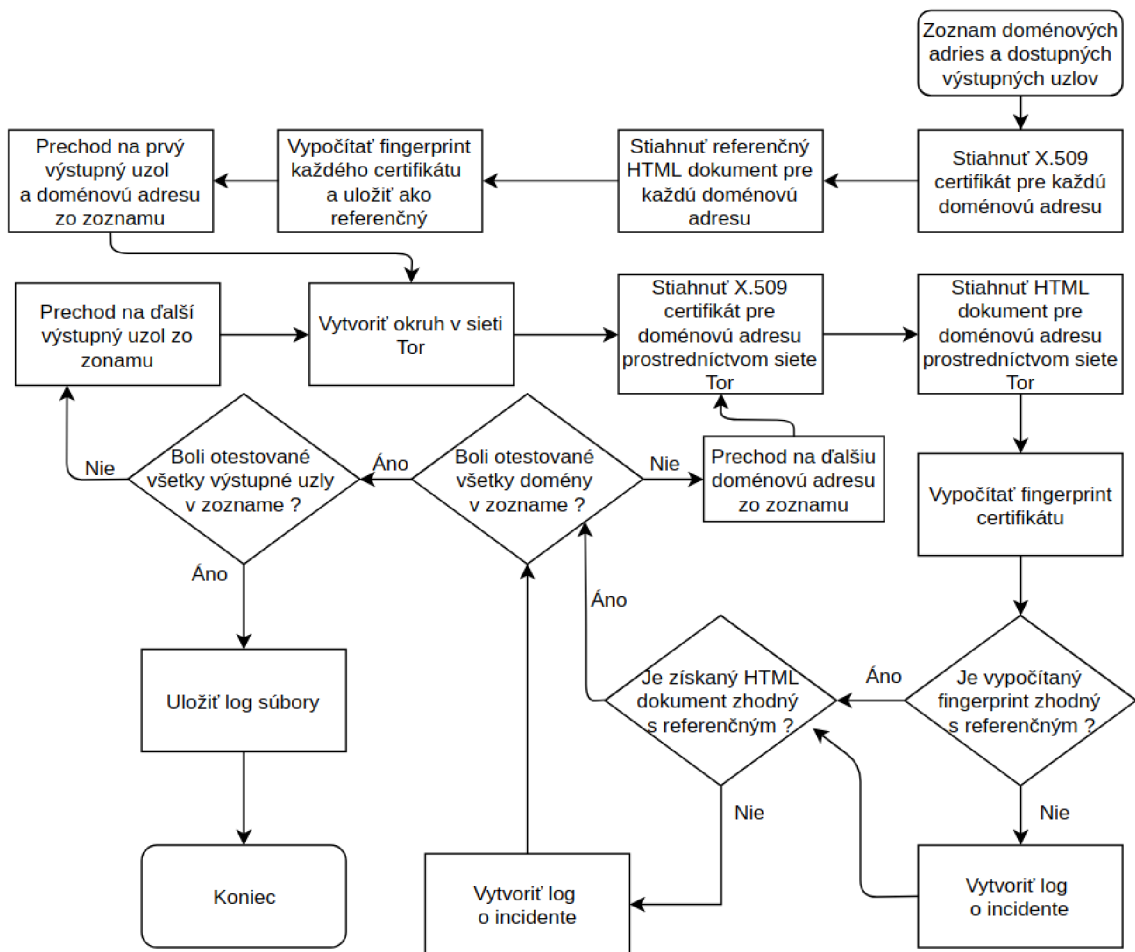 Zoznam doménových
adries a dostupných
výstupných uzlov
Stiahnuť X.509
certifikát pre každú
doménovú adresu
Stiahnuť referenčný
HTML dokument pre
každú doménovú
adresu
Vypočítať fingerprint
každého certifikátu
a uložiť ako
referenčný
Prechod na prvý
výstupný uzol
a doménovú adresu
zo zoznamu
Prechod na ďalší
výstupný uzol zo
zonamu
Vytvoriť okruh v sieti
Tor
Stiahnuť X.509
certifikát pre
doménovú adresu
prostredníctvom siete
Tor
Stiahnuť HTML
dokument pre
doménovú adresu
prostredníctvom siete
Tor
Nie
Boli otestované
všetky výstupné uzly
v zozname ?
Áno
Boli otestované
všetky domény
v zozname ?
Nie
Prechod na ďalšiu
doménovú adresu
zo zoznamu
Vypočítať fingerprint
certifikátu
Áno
Áno
Uložiť log súbory
Je získaný HTML
dokument zhodný
s referenčným ?
Áno
Je vypočítaný
fingerprint zhodný
s referenčným ?
Nie
Nie
Koniec
Vytvoriť log
o incidente
Vytvoriť log
o incidente